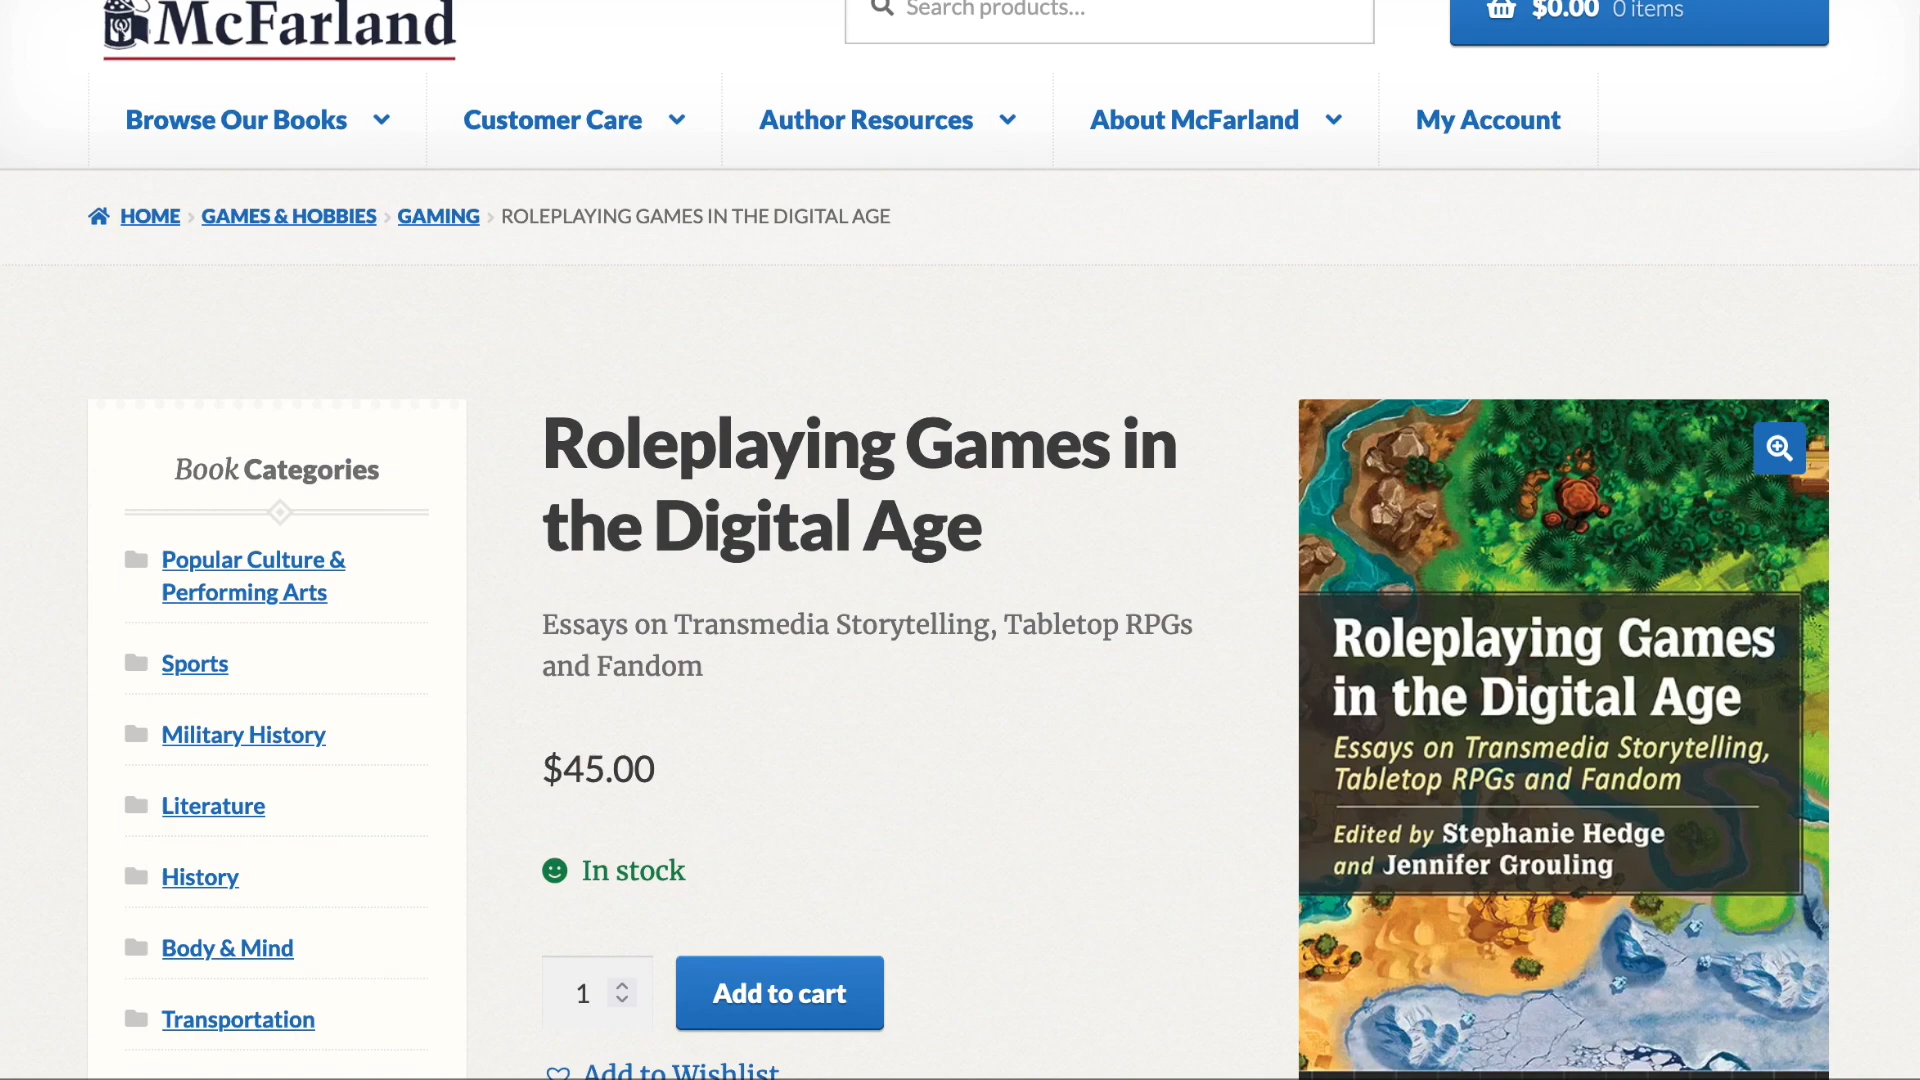 McFarland
Search products...
$0.00 0 items
Browse Our Books
Customer Care
Author Resources
About McFarland
My Account
HOME › GAMES & HOBBIES › GAMING › ROLEPLAYING GAMES IN THE DIGITAL AGE
Book Categories
Popular Culture &
Performing Arts
Sports
Military History
Literature
History
Body & Mind
Transportation
Roleplaying Games in
the Digital Age
Essays on Transmedia Storytelling, Tabletop RPGs
and Fandom
$45.00
In stock
1
Add to cart
Add to Wishlist
Roleplaying Games
in the Digital Age
Essays on Transmedia Storytelling,
Tabletop RPGs and Fandom
Edited by Stephanie Hedge
and Jennifer Grouling